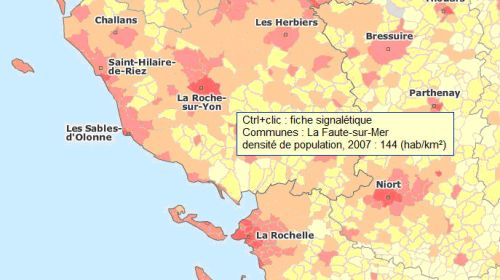 Challans
Les Herbiers
Bressuire
Saint-Hilaire-
de-Riez
La Roche-
sur-Yon
Parthenay
Les Sables-
d'Olonne
Ctrl+clic : fiche signalétique
Communes : La Faute-sur-Mer
densité de population, 2007 : 144 (hab/km²)
Niort
La Rochelle